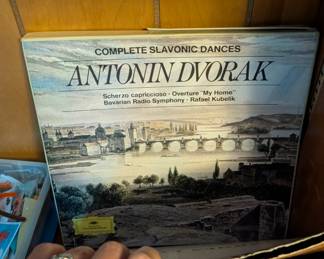 COMPLETE SLAVONIC DANCES
ANTONIN DVORAK
Scherzo capriccioso · Overture "My Home"
Bavarian Radio Symphony · Rafael Kubelik